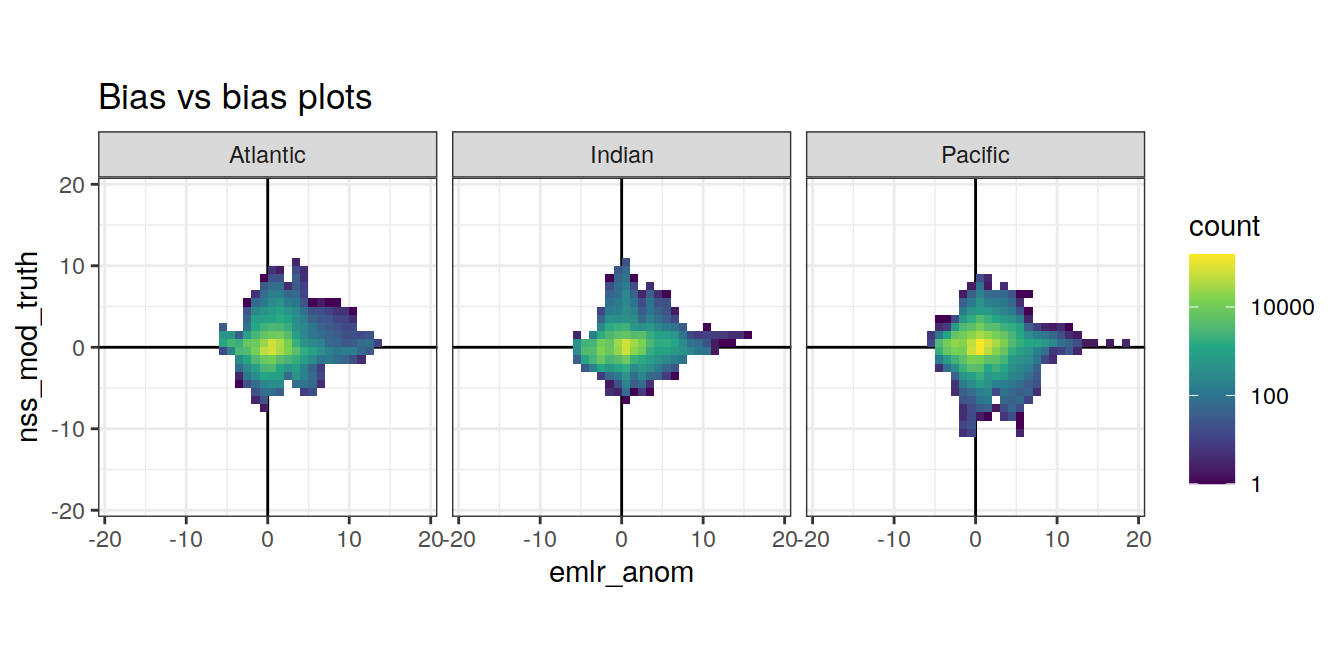 Bias vs bias plots
Atlantic Indian Pacific
nss_mod_truth
20
10
0
-10
-20
-20 -10 0 10 20 -20 -10 0 10 20 -20 -10 0 10 20
emlr_anom
count
10000
100
1